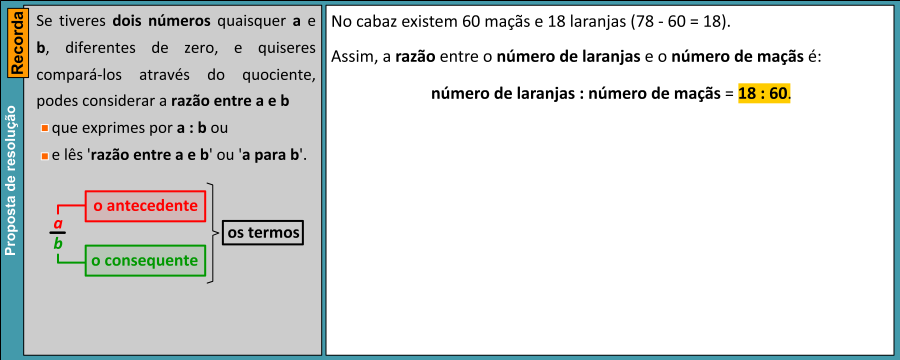 Recorda
Proposta de resolução
Se tiveres dois números quaisquer a e
b, diferentes de zero, e quiseres
compará-los através do quociente,
podes considerar a razão entre a e b
que exprimes por a : b ou
e lês 'razão entre a e b' ou 'a para b'.
a
b
o antecedente
o consequente
os termos
No cabaz existem 60 maçãs e 18 laranjas (78 - 60 = 18).
Assim, a razão entre o número de laranjas e o número de maçãs é:
número de laranjas : número de maçãs = 18 : 60.